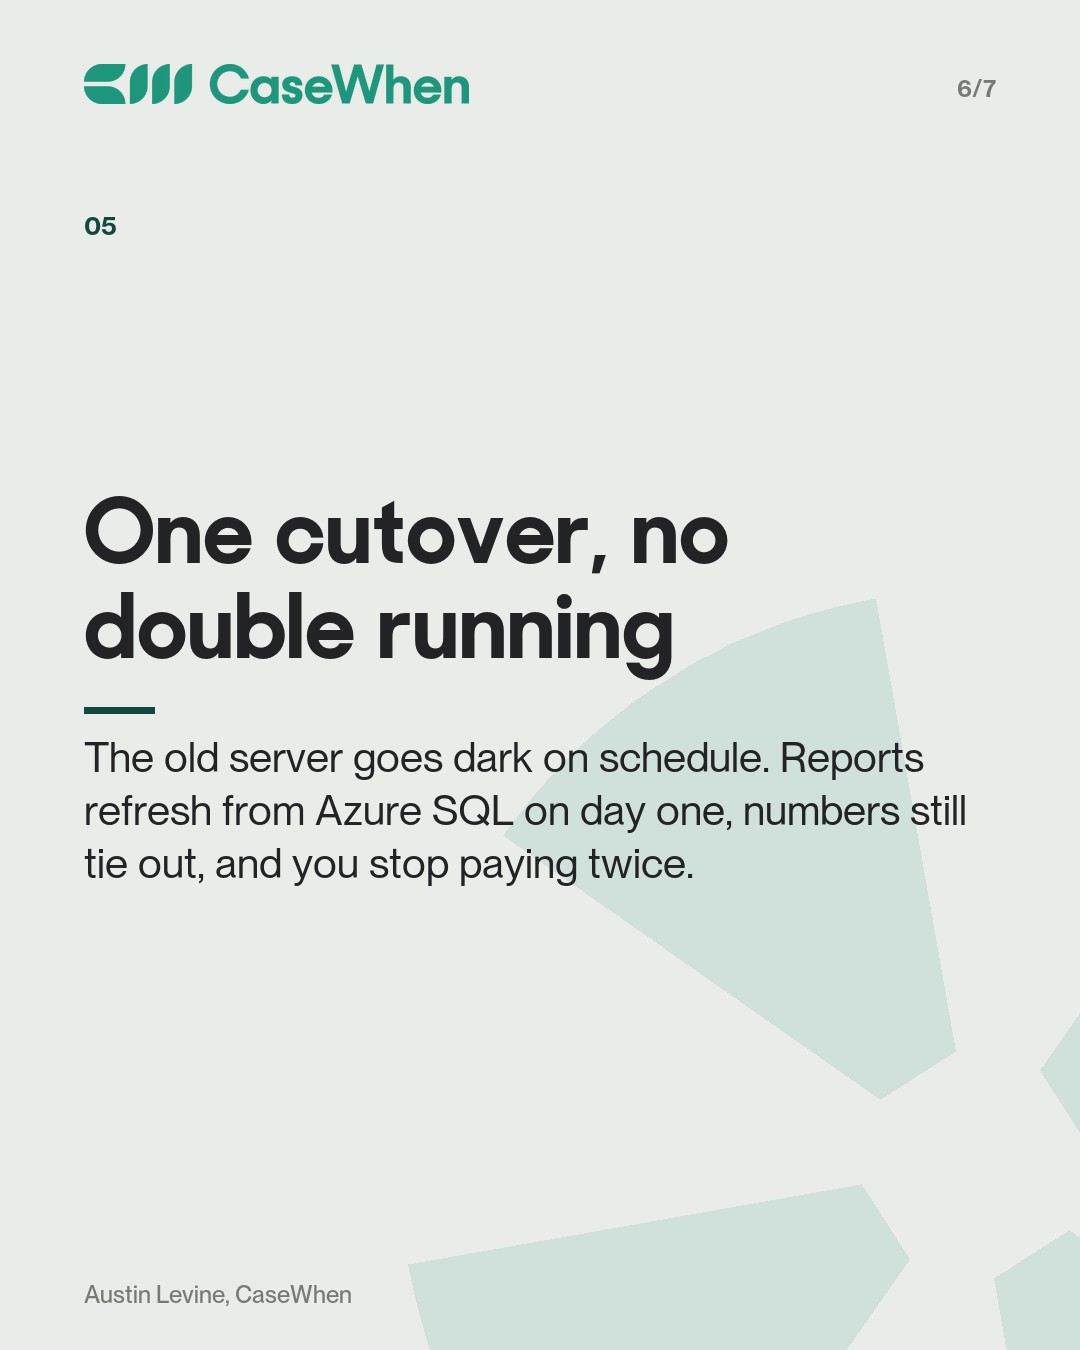 CaseWhen
6/7
05
One cutover, no
double running
The old server goes dark on schedule. Reports
refresh from Azure SQL on day one, numbers still
tie out, and you stop paying twice.
Austin Levine, CaseWhen